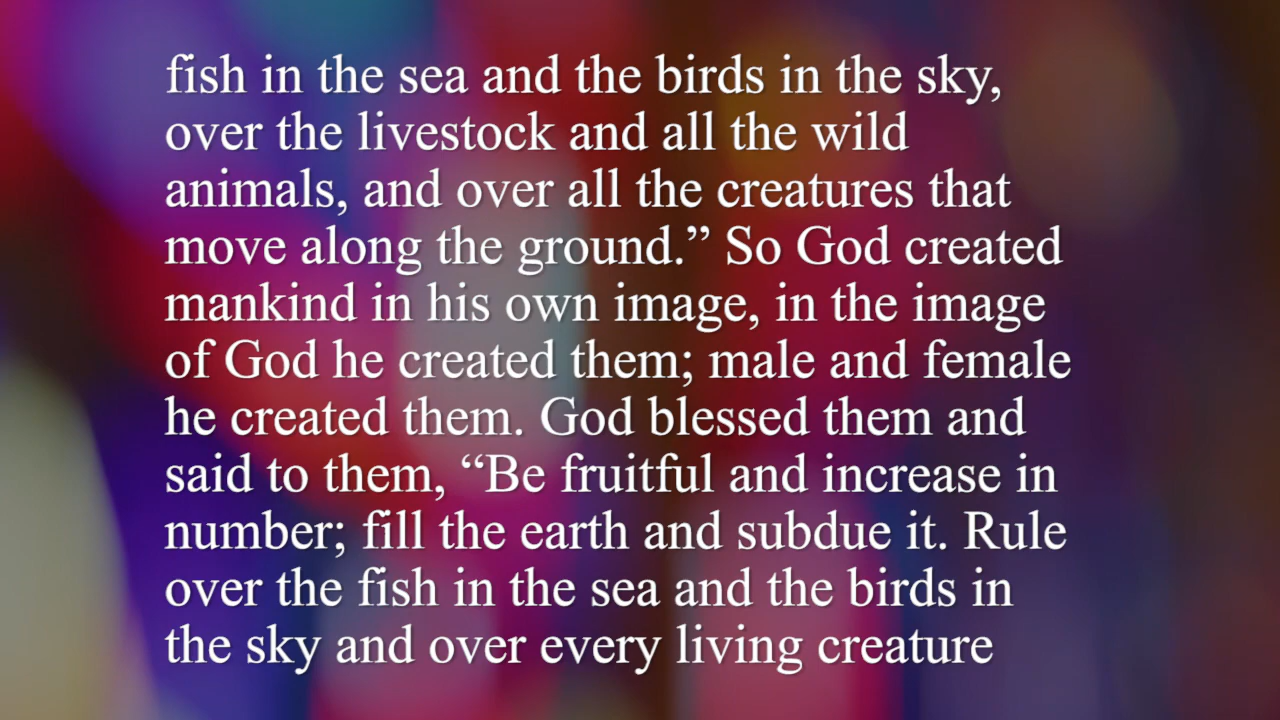 fish in the sea and the birds in the sky,
over the livestock and all the wild
animals, and over all the creatures that
move along the ground.” So God created
mankind in his own image, in the image
of God he created them; male and female
he created them. God blessed them and
said to them, “Be fruitful and increase in
number; fill the earth and subdue it. Rule
over the fish in the sea and the birds in
the sky and over every living creature